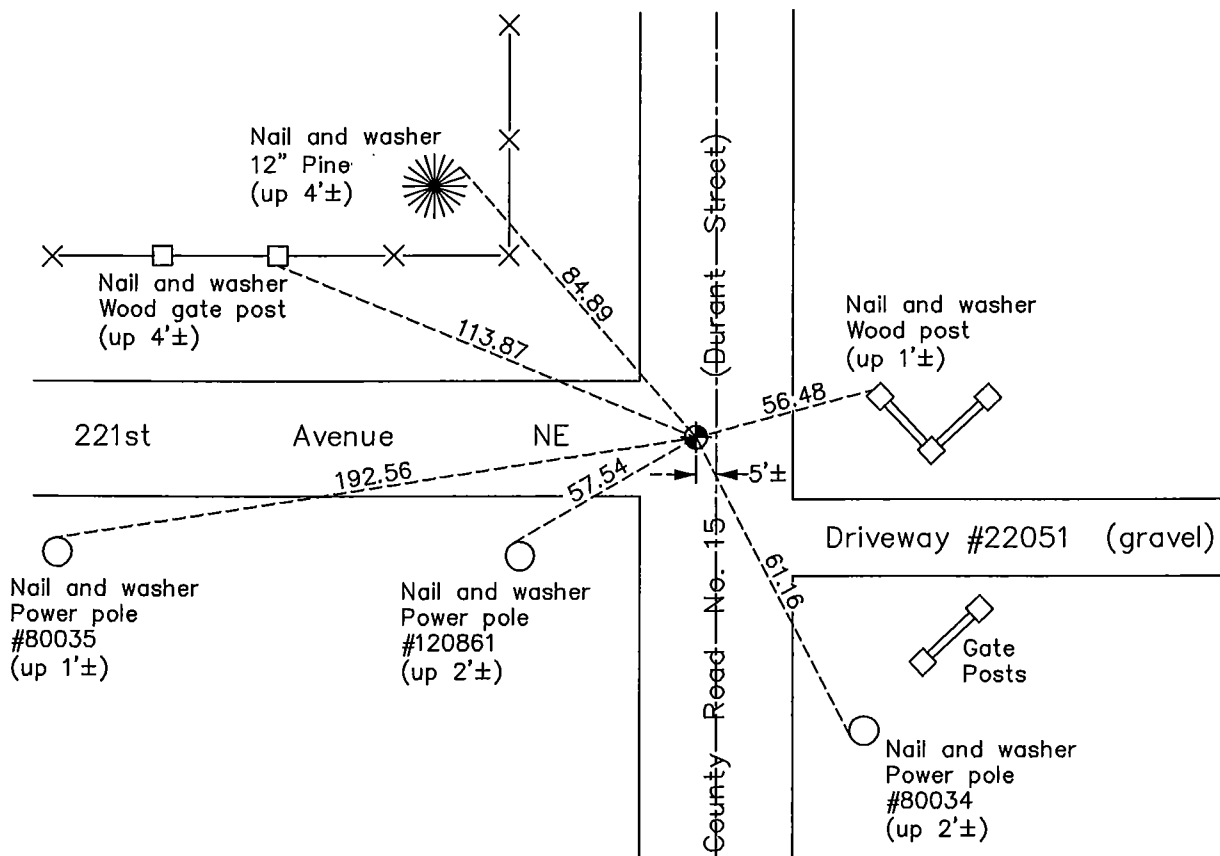 Nail and washer
12" Pine
(up 4'±)
Nail and washer
Wood gate post
(up 4'±)
84.89
113.87
(Durant Street)
Nail and washer
Wood post
(up 1'±)
56.48
221st Avenue NE
192.56
57.54
5'±
Driveway #22051 (gravel)
61.16
County Road No. 15
Nail and washer
Power pole
#80035
(up 1'±)
Nail and washer
Power pole
#120861
(up 2'±)
Gate
Posts
Nail and washer
Power pole
#80034
(up 2'±)